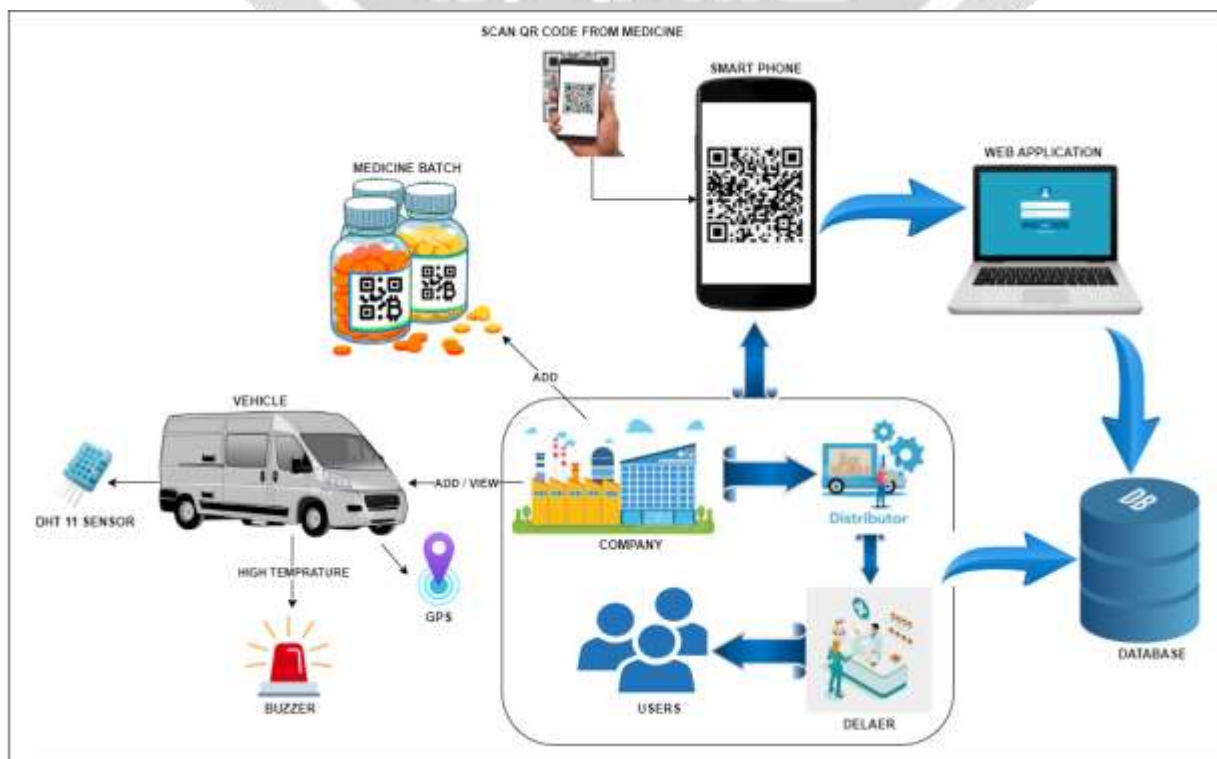 SCAN QR CODE FROM MEDICINE
SMART PHONE
WEB APPLICATION
MEDICINE BATCH
ADD
VEHICLE
ADD / VIEW
DHT 11 SENSOR
COMPANY
Distributor
DB
HIGH TEMPRATURE
GPS
BUZZER
USERS
DELAER
DATABASE